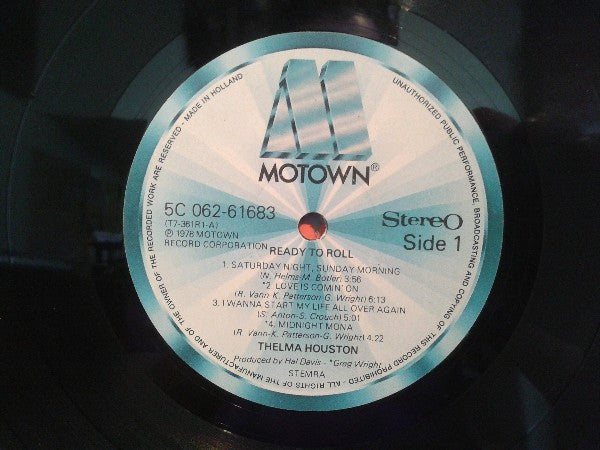 MOTOWN®
5C 062-61683
(T7-361R1-A)
℗ 1978 MOTOWN
RECORD CORPORATION
Stereo
Side 1
READY TO ROLL
1. SATURDAY NIGHT, SUNDAY MORNING
(N. Helms-M. Botler) 3:56
*2. LOVE IS COMIN' ON
(R. Vann-K. Patterson-G. Wright) 6:13
3. I WANNA START MY LIFE ALL OVER AGAIN
(S. Anton-S. Crouch) 5:01
*4. MIDNIGHT MONA
(R. Vann-K. Patterson-G. Wright) 4.22
THELMA HOUSTON
Produced by Hal Davis - *Greg Wright
STEMRA
ALL RIGHTS OF THE MANUFACTURER AND OF THE OWNER OF THE RECORDED WORK ARE RESERVED - MADE IN HOLLAND
UNAUTHORIZED PUBLIC PERFORMANCE, BROADCASTING AND COPYING OF THIS RECORD PROHIBITED -